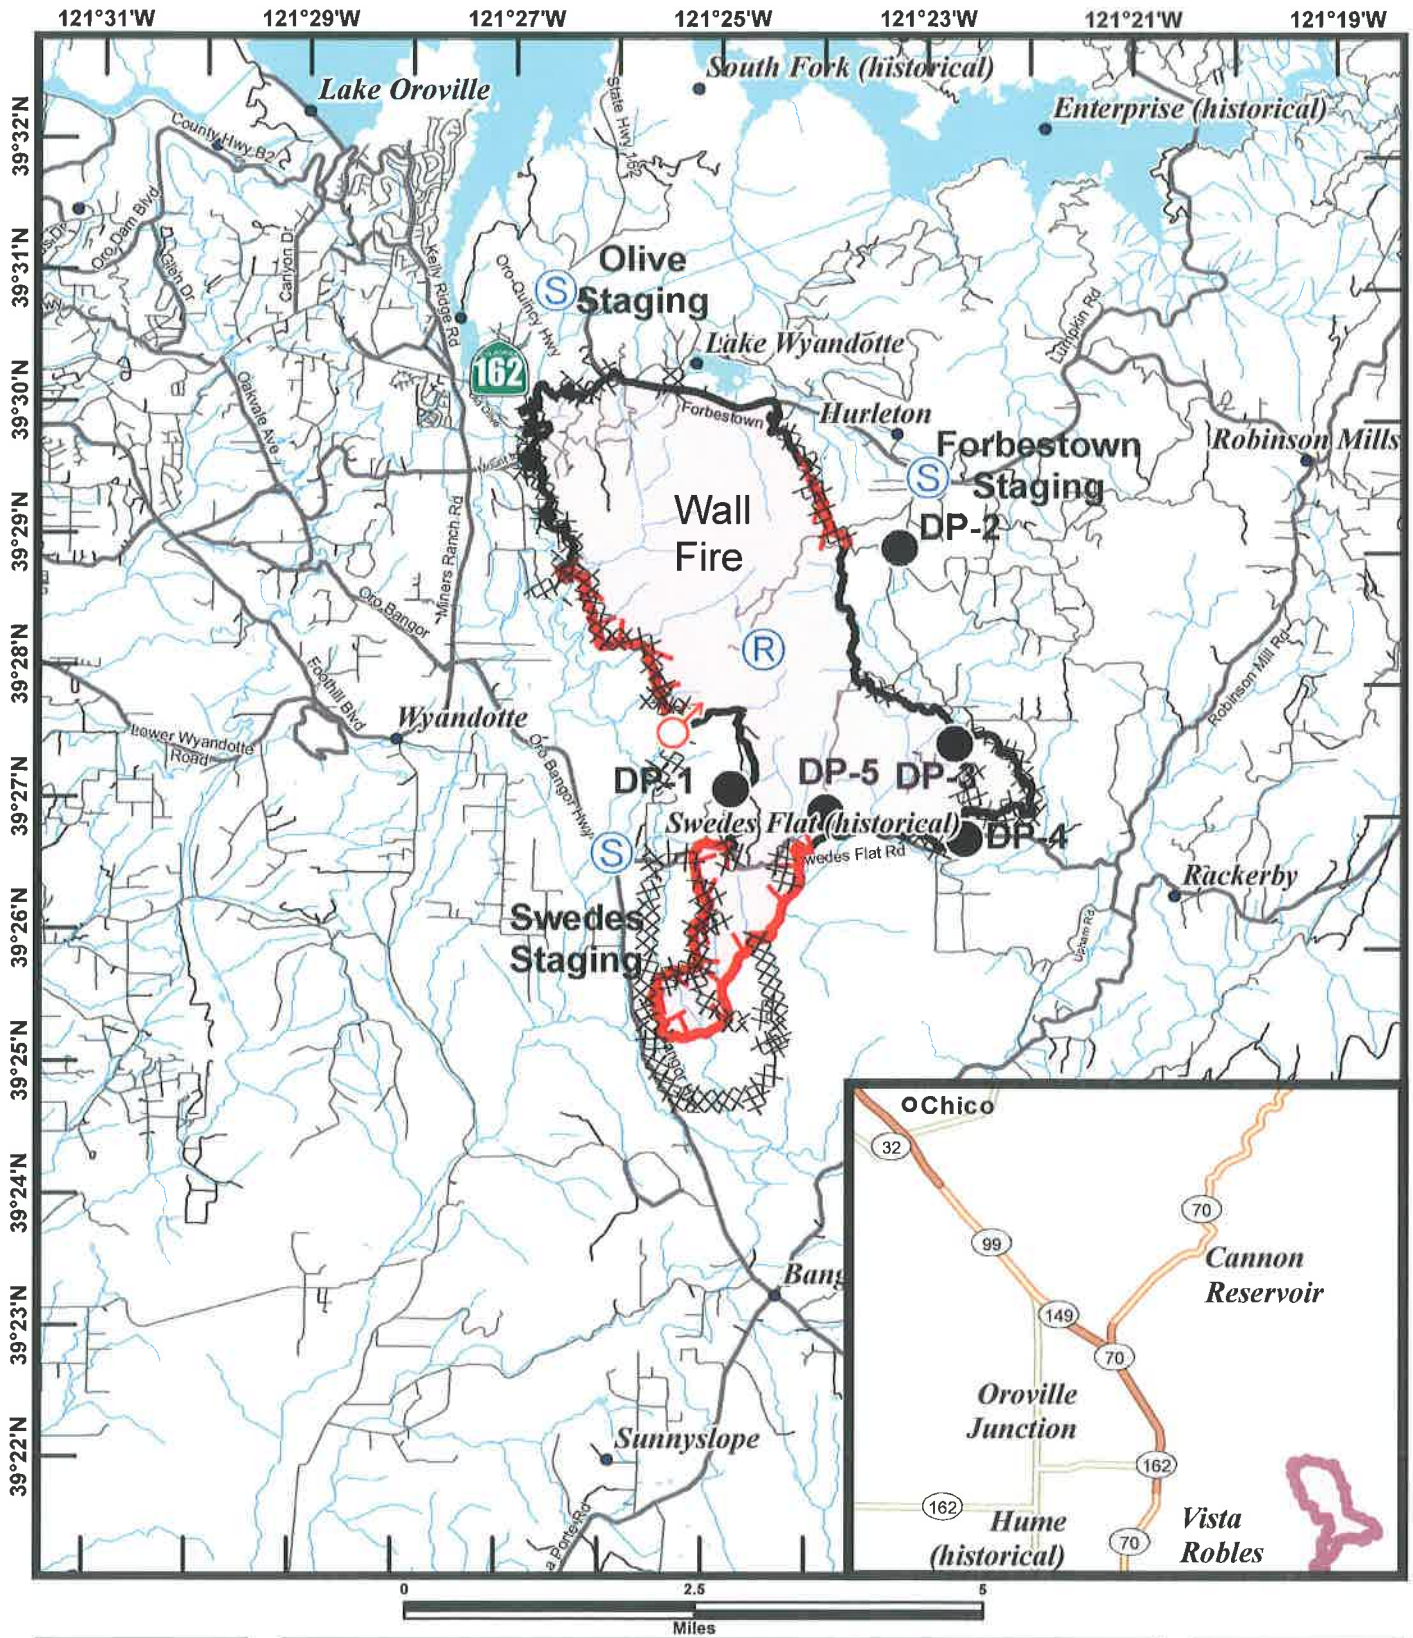 121°31'W 121°29'W 121°27'W 121°25'W 121°23'W 121°21'W 121°19'W
39°32'N
39°31'N
39°30'N
39°29'N
39°28'N
39°27'N
39°26'N
39°25'N
39°24'N
39°23'N
39°22'N
South Fork (historical)
Lake Oroville
Enterprise (historical)
State Hwy 162
County Hwy B2
Oro Dam Blvd
Glen Dr
Canyon Dr
Kelly Ridge Rd
Oro-Quincy Hwy
S
Olive
Staging
Lumpkin Rd
Lake Wyandotte
162
Oakvale Ave
Forbestown
Hurleton
Robinson Mills
S
Forbestown
Staging
Mount
Wall
Fire
DP-2
Miners Ranch Rd
Oro Bangor
R
Foothill Blvd
Robinson Mill Rd
Wyandotte
Lower Wyandotte
Road
Oro Bangor Hwy
DP-1
DP-5
DP-3
Swedes Flat (historical)
DP-4
S
wedes Flat Rd
Rackerby
Swedes
Staging
Upham Rd
Bang
Sunnyslope
a Porte Rd
Chico
32
70
99
Cannon
Reservoir
149
70
Oroville
Junction
162
162
Hume
(historical)
Vista
Robles
70
0 2.5 5
Miles